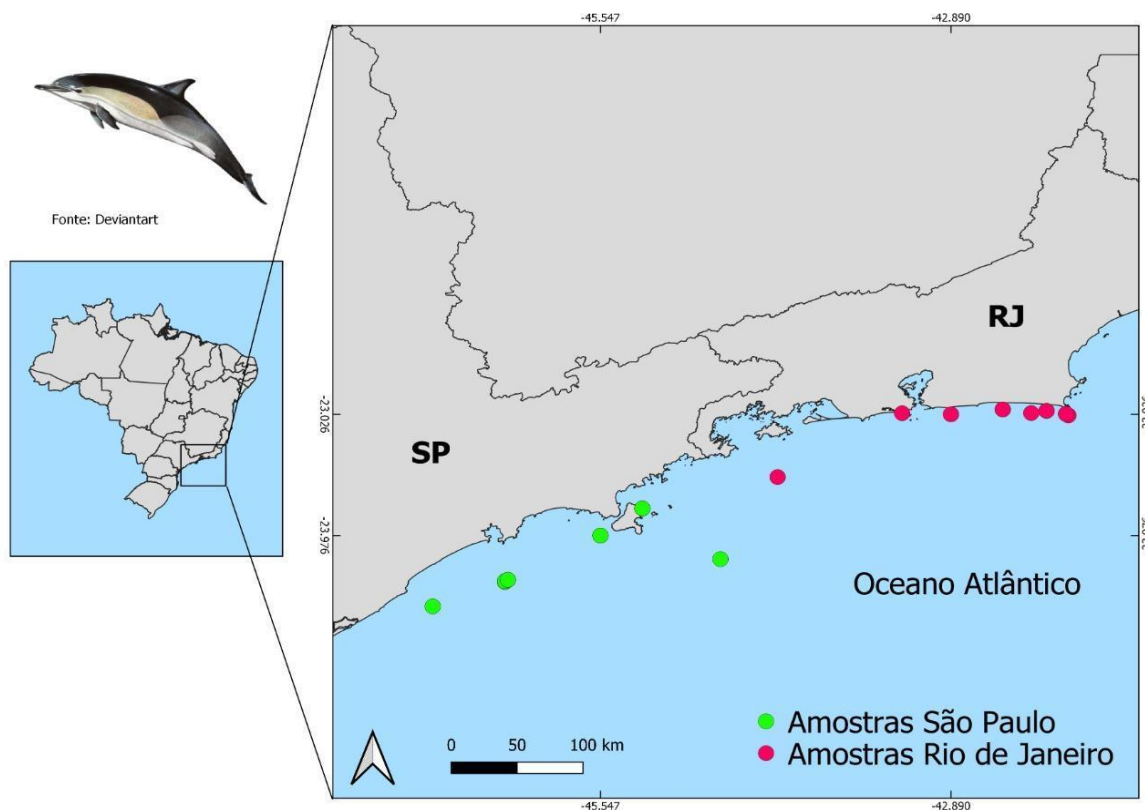 -45.547
-42.890
Fonte: Deviantart
RJ
-23.026
SP
-23.976
Oceano Atlântico
Amostras São Paulo
Amostras Rio de Janeiro
0 50 100 km
-45.547
-42.890